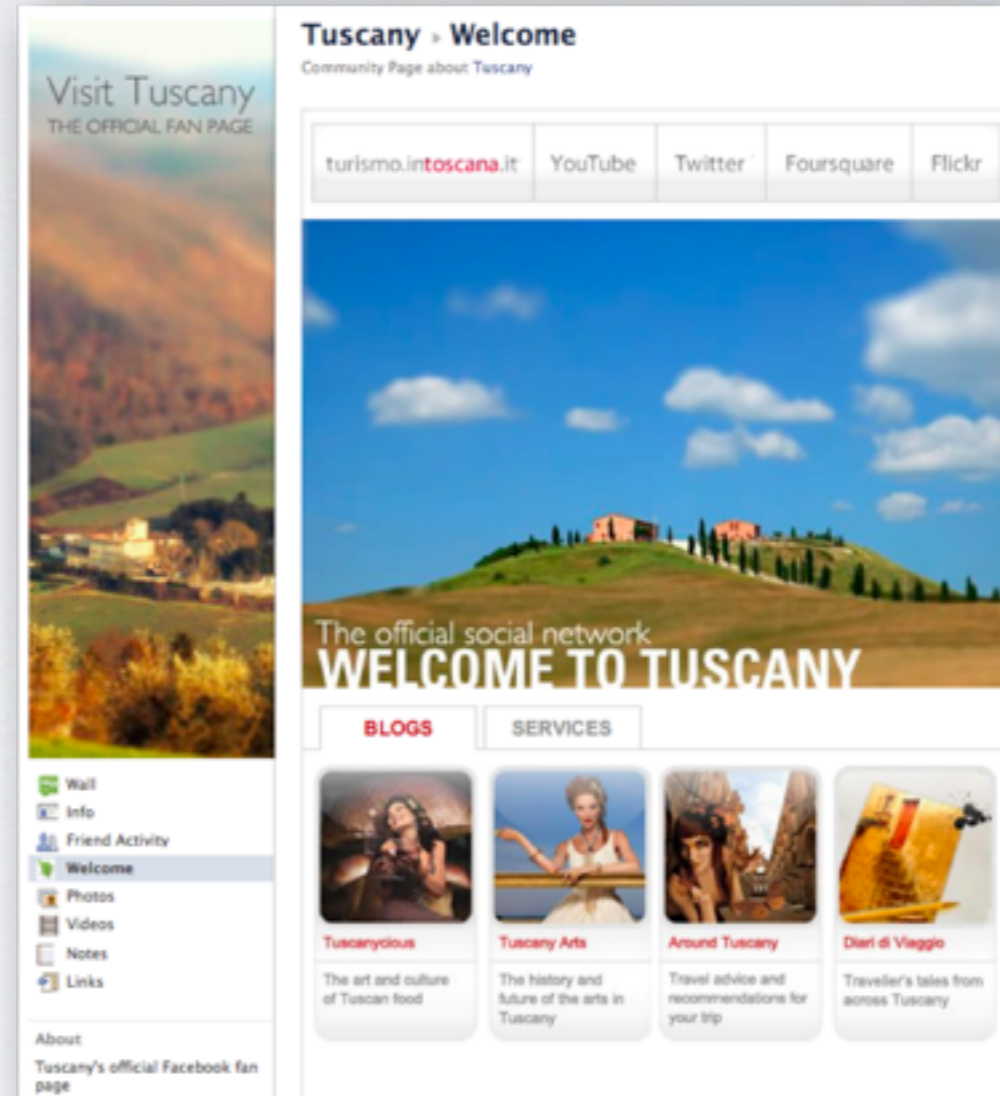 Visit Tuscany
THE OFFICIAL FAN PAGE
Wall
Info
Friend Activity
Welcome
Photos
Videos
Notes
Links
About
Tuscany's official Facebook fan
page
Tuscany ▸ Welcome
Community Page about Tuscany
turismo.intoscana.it YouTube Twitter Foursquare Flickr
The official social network
WELCOME TO TUSCANY
BLOGS SERVICES
Tuscanycious
The art and culture
of Tuscan food
Tuscany Arts
The history and
future of the arts in
Tuscany
Around Tuscany
Travel advice and
recommendations for
your trip
Diari di Viaggio
Traveller's tales from
across Tuscany